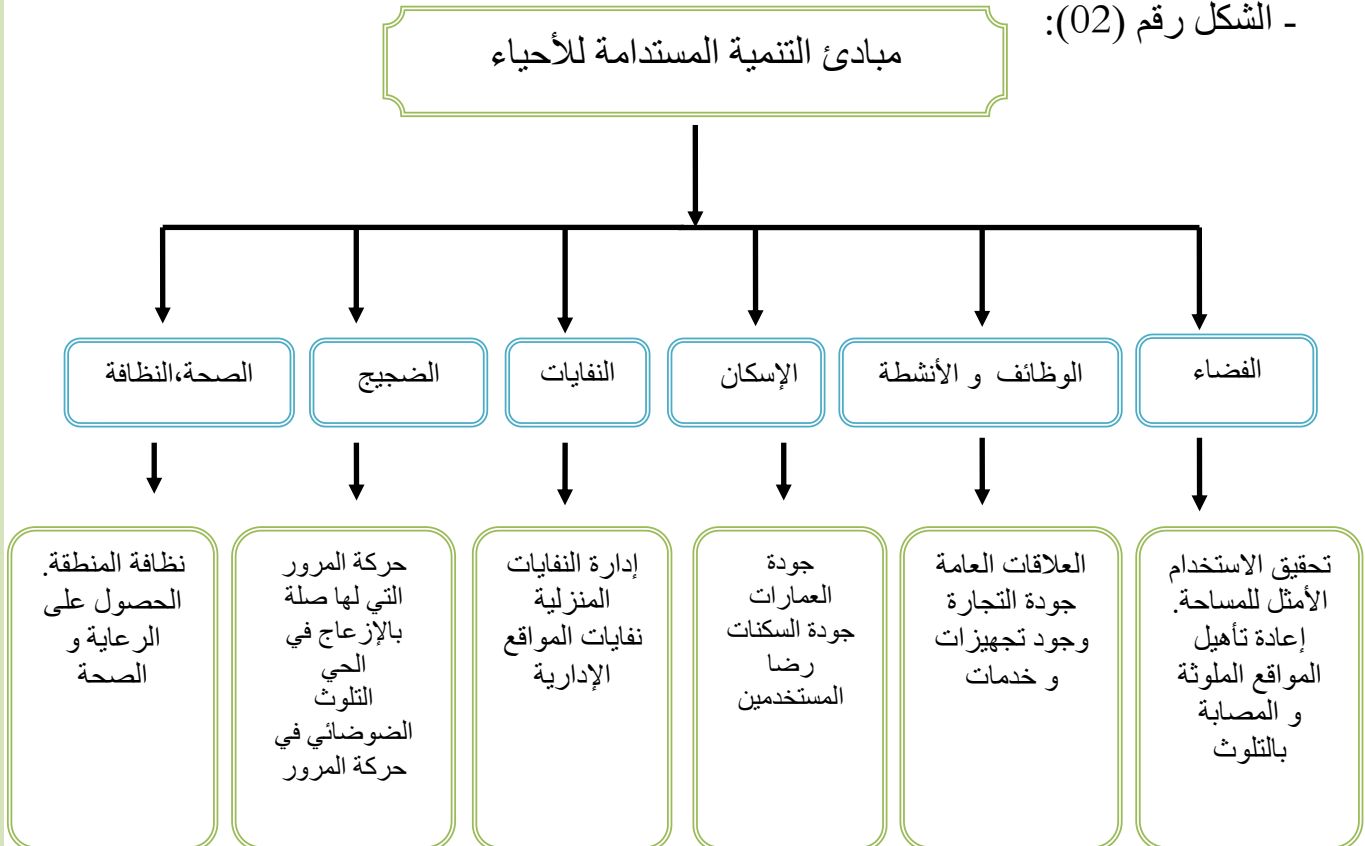 - الشكل رقم (02):
مبادئ التنمية المستدامة للأحياء
الفضاء
الوظائف و الأنشطة
الإسكان
النفايات
الضجيج
الصحة،النظافة
تحقيق الاستخدام
الأمثل للمساحة.
إعادة تأهيل
المواقع الملوثة
و المصابة
بالتلوث
العلاقات العامة
جودة التجارة
وجود تجهيزات
و خدمات
جودة
العمارات
جودة السكنات
رضا
المستخدمين
إدارة النفايات
المنزلية
نفايات المواقع
الإدارية
حركة المرور
التي لها صلة
بالإزعاج في
الحي
التلوث
الضوضائي في
حركة المرور
نظافة المنطقة.
الحصول على
الرعاية و
الصحة